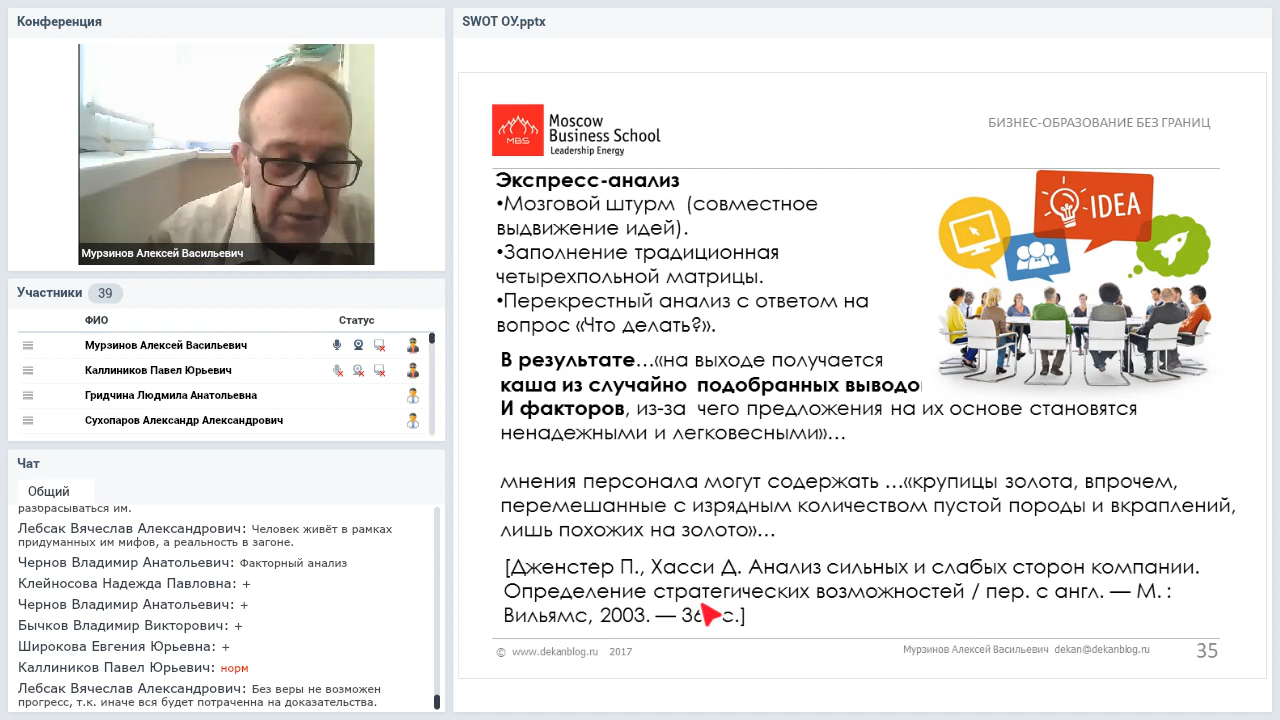 Конференция
Мурзинов Алексей Васильевич
Участники 39
ФИО Статус
Мурзинов Алексей Васильевич
Каллиников Павел Юрьевич
Гридчина Людмила Анатольевна
Сухопаров Александр Александрович
Чат
Общий
разбрасываться им.
Лебсак Вячеслав Александрович: Человек живёт в рамках
придуманных им мифов, а реальность в загоне.
Чернов Владимир Анатольевич: Факторный анализ
Клейносова Надежда Павловна: +
Чернов Владимир Анатольевич: +
Бычков Владимир Викторович: +
Широкова Евгения Юрьевна: +
Каллиников Павел Юрьевич: норм
Лебсак Вячеслав Александрович: Без веры не возможен
прогресс, т.к. иначе вся будет потраченна на доказательства.
SWOT ОУ.pptx
MBS
Moscow
Business School
Leadership Energy
БИЗНЕС-ОБРАЗОВАНИЕ БЕЗ ГРАНИЦ
Экспресс-анализ
•Мозговой штурм (совместное
выдвижение идей).
•Заполнение традиционная
четырехпольной матрицы.
•Перекрестный анализ с ответом на
вопрос «Что делать?».
IDEA
В результате…«на выходе получается
каша из случайно подобранных выводо
И факторов, из-за чего предложения на их основе становятся
ненадежными и легковесными»…
мнения персонала могут содержать …«крупицы золота, впрочем,
перемешанные с изрядным количеством пустой породы и вкраплений,
лишь похожих на золото»…
[Дженстер П., Хасси Д. Анализ сильных и слабых сторон компании.
Определение стратегических возможностей / пер. с англ. — М. :
Вильямс, 2003. — с.]
© www.dekanblog.ru 2017
Мурзинов Алексей Васильевич dekan@dekanblog.ru
35